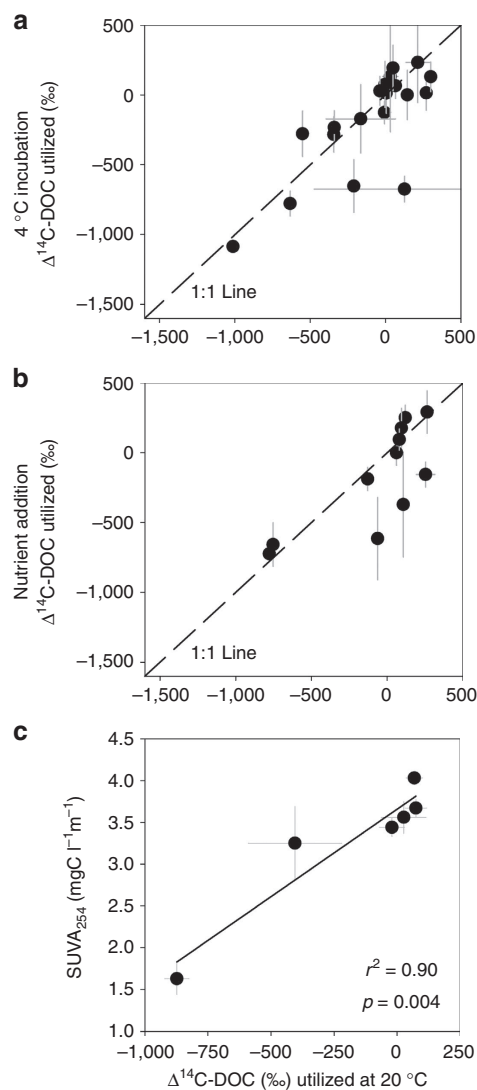 a
4 °C incubation
Δ¹⁴C-DOC utilized (‰)
500
0
−500
−1,000
−1,500
1:1 Line
−1,500
−1,000
−500
0
500
b
Nutrient addition
Δ¹⁴C-DOC utilized (‰)
500
0
−500
−1,000
−1,500
1:1 Line
−1,500
−1,000
−500
0
500
c
SUVA₂₅₄ (mgC l⁻¹m⁻¹)
4.5
4.0
3.5
3.0
2.5
2.0
1.5
1.0
r² = 0.90
p = 0.004
−1,000
−750
−500
−250
0
250
Δ¹⁴C-DOC (‰) utilized at 20 °C